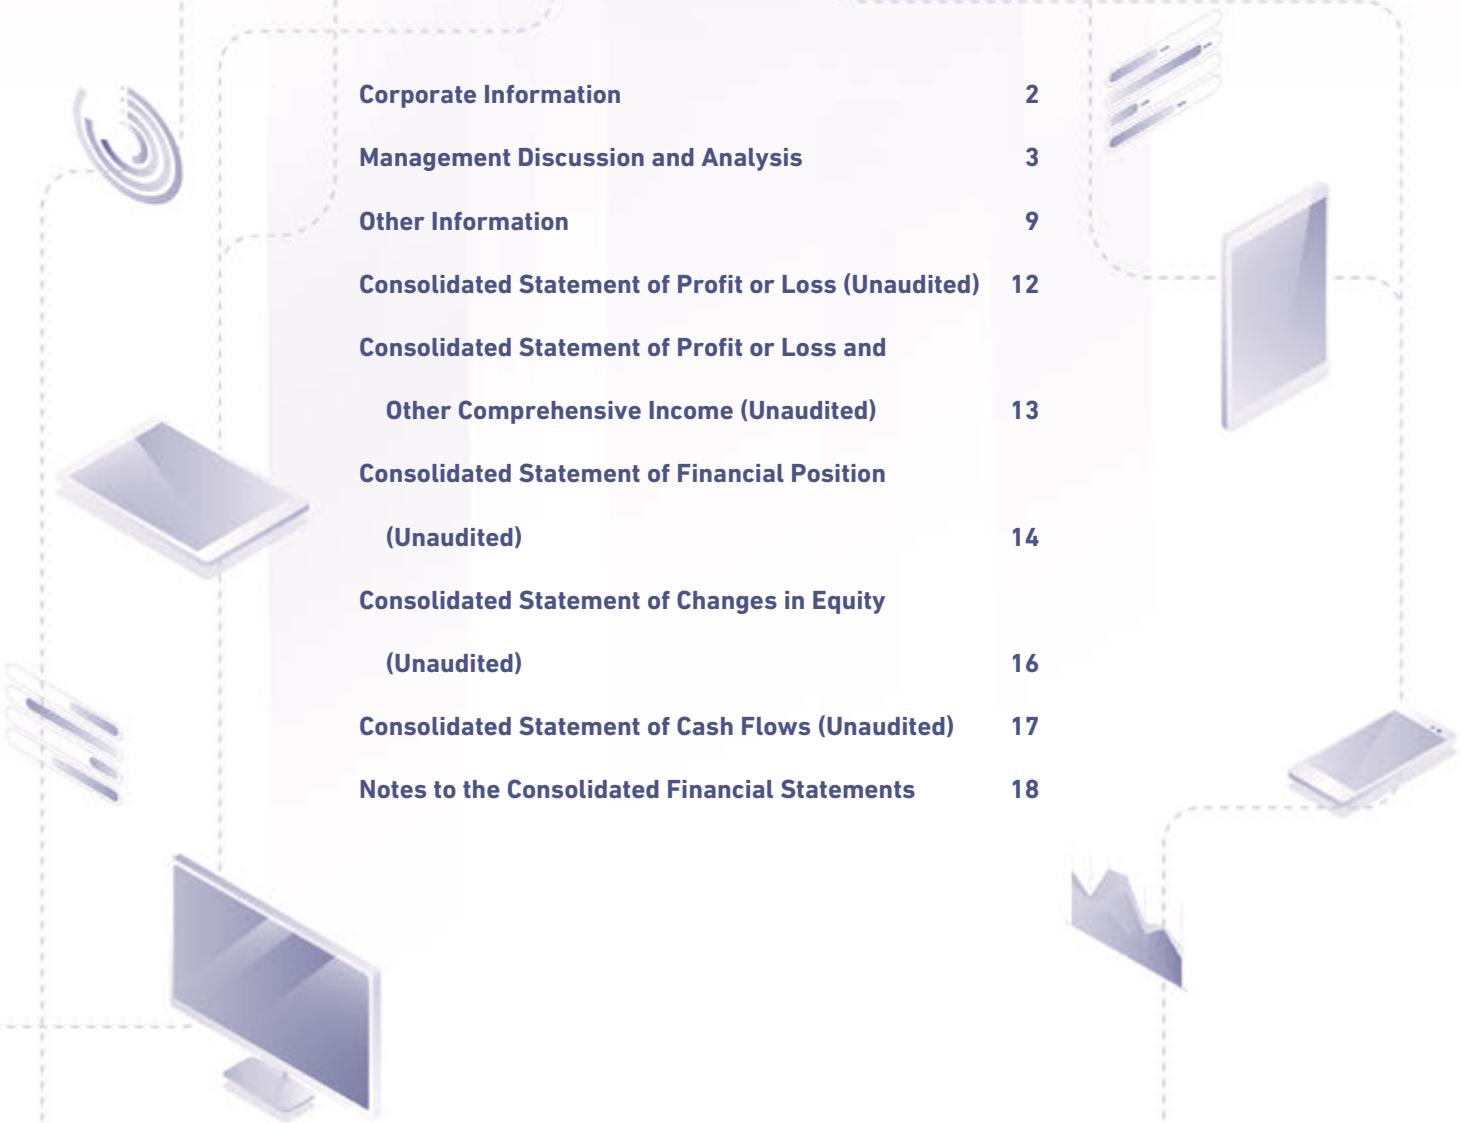 Corporate Information 2
Management Discussion and Analysis 3
Other Information 9
Consolidated Statement of Profit or Loss (Unaudited) 12
Consolidated Statement of Profit or Loss and
Other Comprehensive Income (Unaudited) 13
Consolidated Statement of Financial Position
(Unaudited) 14
Consolidated Statement of Changes in Equity
(Unaudited) 16
Consolidated Statement of Cash Flows (Unaudited) 17
Notes to the Consolidated Financial Statements 18